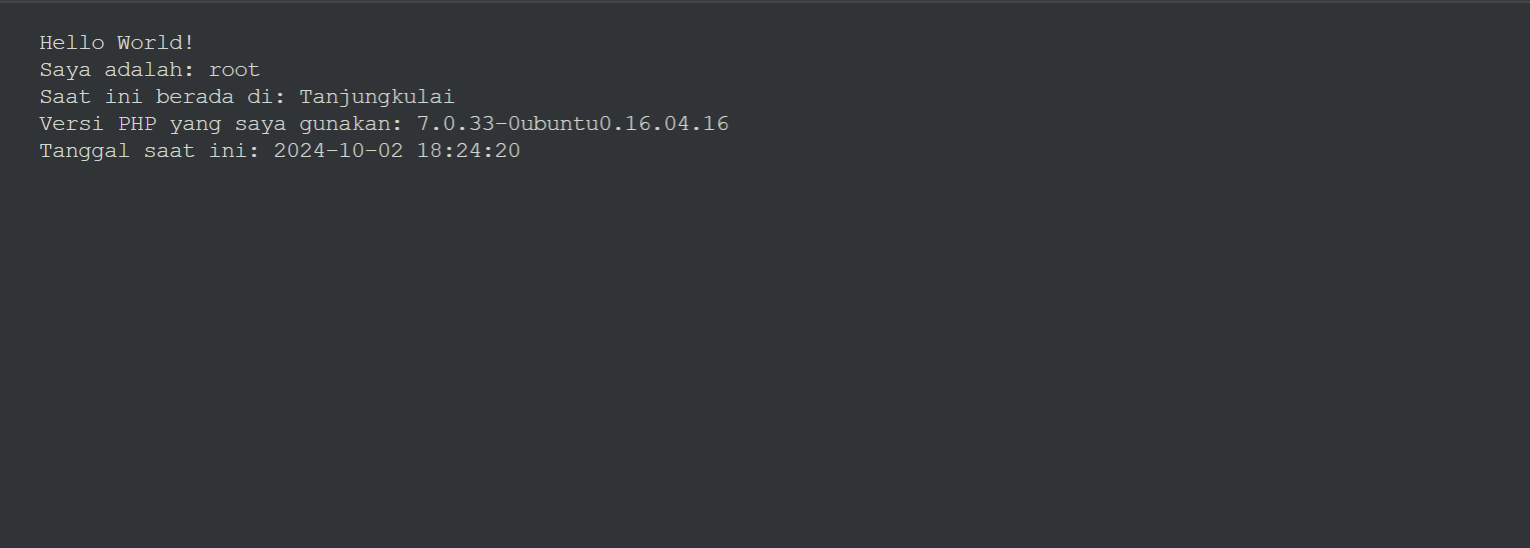 Hello World!
Saya adalah: root
Saat ini berada di: Tanjungkulai
Versi PHP yang saya gunakan: 7.0.33-0ubuntu0.16.04.16
Tanggal saat ini: 2024-10-02 18:24:20